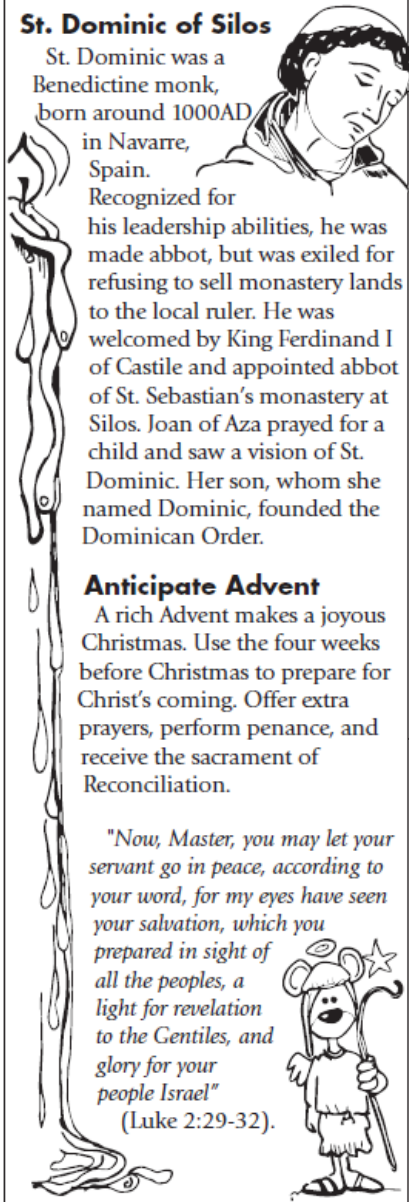 St. Dominic of Silos
St. Dominic was a
Benedictine monk,
born around 1000AD
in Navarre,
Spain.
Recognized for
his leadership abilities, he was
made abbot, but was exiled for
refusing to sell monastery lands
to the local ruler. He was
welcomed by King Ferdinand I
of Castile and appointed abbot
of St. Sebastian's monastery at
Silos. Joan of Aza prayed for a
child and saw a vision of St.
Dominic. Her son, whom she
named Dominic, founded the
Dominican Order.
Anticipate Advent
A rich Advent makes a joyous
Christmas. Use the four weeks
before Christmas to prepare for
Christ's coming. Offer extra
prayers, perform penance, and
receive the sacrament of
Reconciliation.
"Now, Master, you may let your
servant go in peace, according to
your word, for my eyes have seen
your salvation, which you
prepared in sight of
all the peoples, a
light for revelation
to the Gentiles, and
glory for your
people Israel"
(Luke 2:29-32).